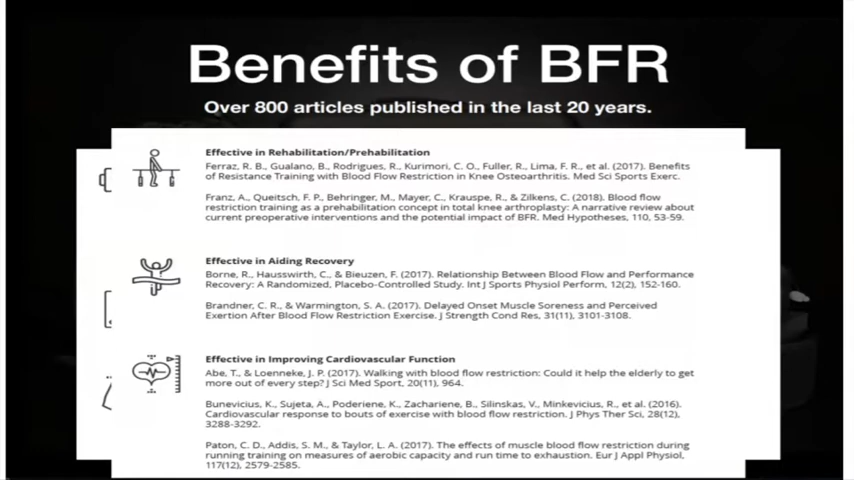 Benefits of BFR
Over 800 articles published in the last 20 years.
Effective in Rehabilitation/Prehabilitation
Ferraz, R. B., Gualano, B., Rodrigues, R., Kurimori, C. O., Fuller, R., Lima, F. R., et al. (2017). Benefits
of Resistance Training with Blood Flow Restriction in Knee Osteoarthritis. Med Sci Sports Exerc.
Franz, A., Queitsch, F. P., Behringer, M., Mayer, C., Krauspe, R., & Zilkens, C. (2018). Blood flow
restriction training as a prehabilitation concept in total knee arthroplasty: A narrative review about
current preoperative interventions and the potential impact of BFR. Med Hypotheses, 110, 53-59.
Effective in Aiding Recovery
Borne, R., Hausswirth, C., & Bieuzen, F. (2017). Relationship Between Blood Flow and Performance
Recovery: A Randomized, Placebo-Controlled Study. Int J Sports Physiol Perform, 12(2), 152-160.
Brandner, C. R., & Warmington, S. A. (2017). Delayed Onset Muscle Soreness and Perceived
Exertion After Blood Flow Restriction Exercise. J Strength Cond Res, 31(11), 3101-3108.
Effective in Improving Cardiovascular Function
Abe, T., & Loenneke, J. P. (2017). Walking with blood flow restriction: Could it help the elderly to get
more out of every step? J Sci Med Sport, 20(11), 964.
Bunevicius, K., Sujeta, A., Poderiene, K., Zachariene, B., Silinskas, V., Minkevicius, R., et al. (2016).
Cardiovascular response to bouts of exercise with blood flow restriction. J Phys Ther Sci, 28(12),
3288-3292.
Paton, C. D., Addis, S. M., & Taylor, L. A. (2017). The effects of muscle blood flow restriction during
running training on measures of aerobic capacity and run time to exhaustion. Eur J Appl Physiol,
117(12), 2579-2585.